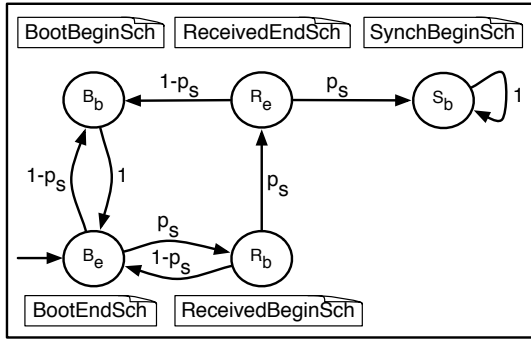 BootBeginSch ReceivedEndSch SynchBeginSch
1-ps ps
Bb Re Sb 1
1-ps 1 ps
ps
1-ps
Be Rb
BootEndSch ReceivedBeginSch